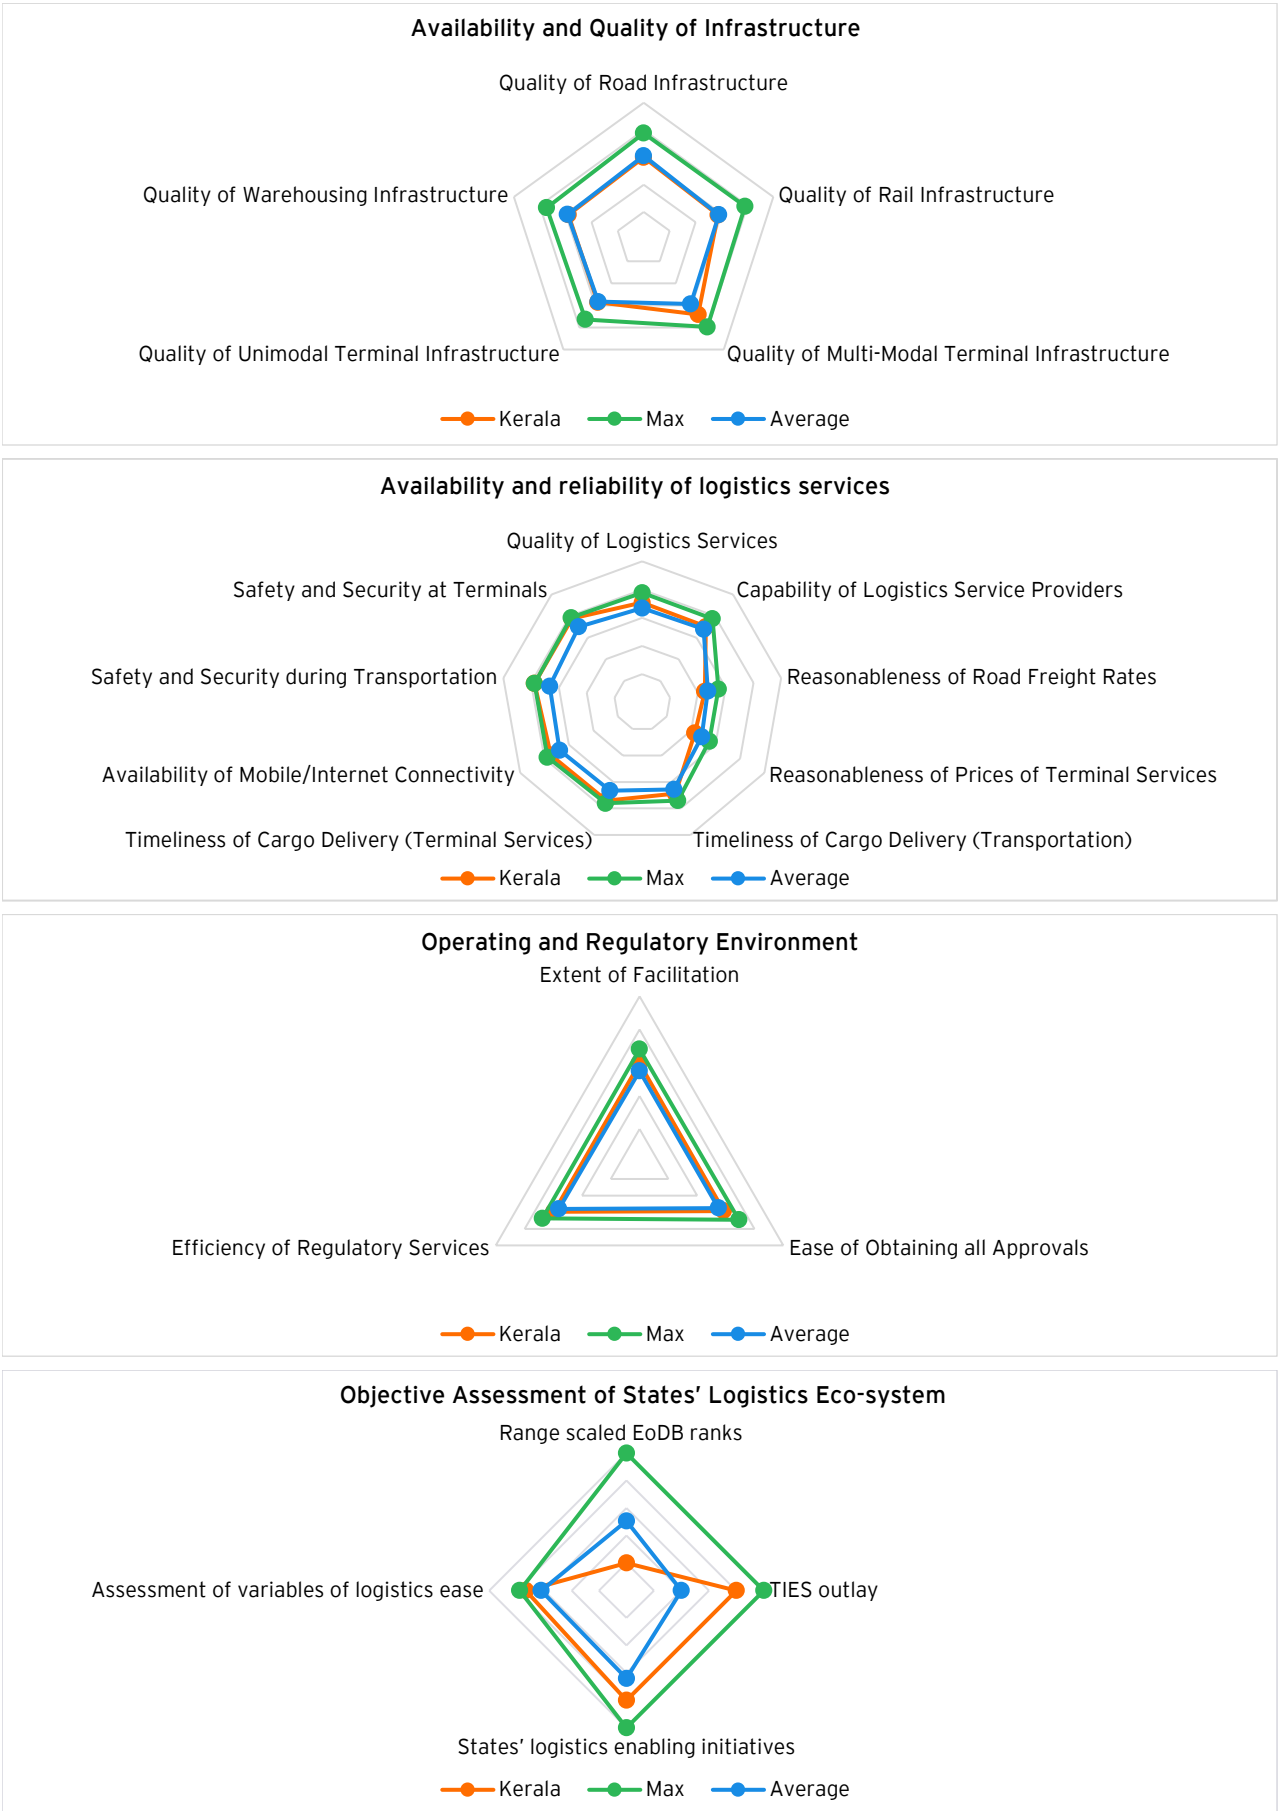 Availability and Quality of Infrastructure
Quality of Road Infrastructure
Quality of Warehousing Infrastructure
Quality of Rail Infrastructure
Quality of Unimodal Terminal Infrastructure
Quality of Multi-Modal Terminal Infrastructure
Kerala Max Average
Availability and reliability of logistics services
Quality of Logistics Services
Safety and Security at Terminals
Capability of Logistics Service Providers
Safety and Security during Transportation
Reasonableness of Road Freight Rates
Availability of Mobile/Internet Connectivity
Reasonableness of Prices of Terminal Services
Timeliness of Cargo Delivery (Terminal Services)
Timeliness of Cargo Delivery (Transportation)
Kerala Max Average
Operating and Regulatory Environment
Extent of Facilitation
Efficiency of Regulatory Services
Ease of Obtaining all Approvals
Kerala Max Average
Objective Assessment of States’ Logistics Eco-system
Range scaled EoDB ranks
Assessment of variables of logistics ease
TIES outlay
States’ logistics enabling initiatives
Kerala Max Average